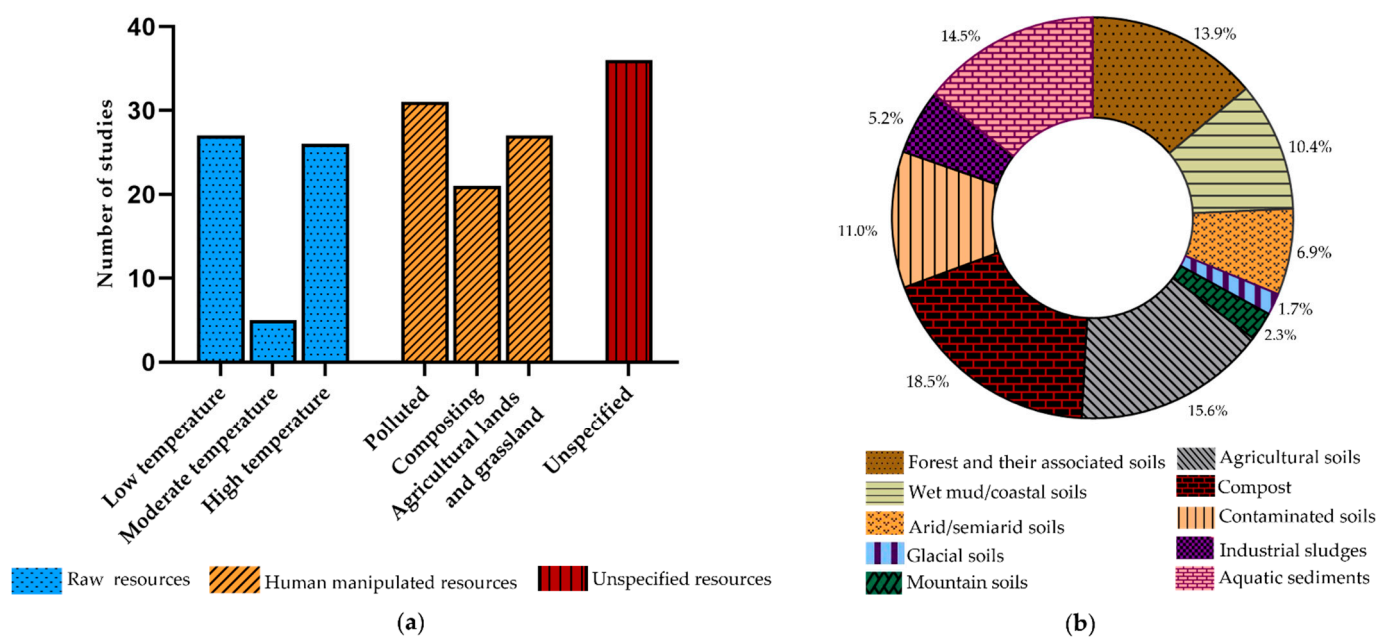 40
30
20
10
0
Number of studies
Low temperature
Moderate temperature
High temperature
Polluted
Composting
Agricultural lands
and grassland
Unspecified
Raw resources
Human manipulated resources
Unspecified resources
(a)
13.9%
10.4%
6.9%
1.7%
2.3%
15.6%
18.5%
11.0%
5.2%
14.5%
Forest and their associated soils
Wet mud/coastal soils
Arid/semiarid soils
Glacial soils
Mountain soils
Agricultural soils
Compost
Contaminated soils
Industrial sludges
Aquatic sediments
(b)